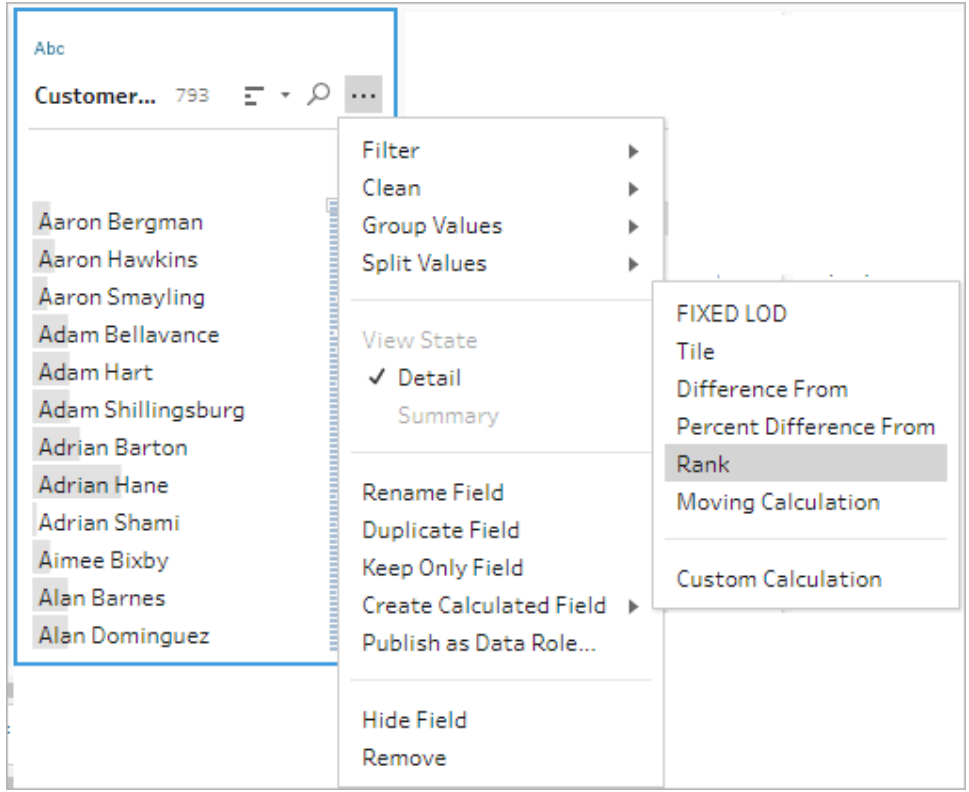 Abc
Customer... 793
Aaron Bergman
Aaron Hawkins
Aaron Smayling
Adam Bellavance
Adam Hart
Adam Shillingsburg
Adrian Barton
Adrian Hane
Adrian Shami
Aimee Bixby
Alan Barnes
Alan Dominguez
Filter
Clean
Group Values
Split Values
View State
Detail
Summary
Rename Field
Duplicate Field
Keep Only Field
Create Calculated Field
Publish as Data Role...
Hide Field
Remove
FIXED LOD
Tile
Difference From
Percent Difference From
Rank
Moving Calculation
Custom Calculation